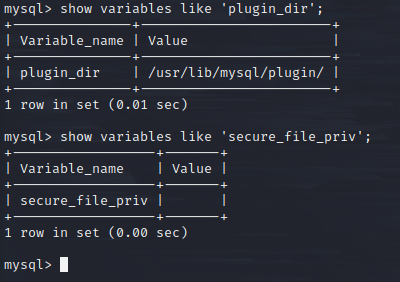 mysql> show variables like 'plugin_dir';
+---------------+------------------------+
| Variable_name | Value                  |
+---------------+------------------------+
| plugin_dir    | /usr/lib/mysql/plugin/ |
+---------------+------------------------+
1 row in set (0.01 sec)

mysql> show variables like 'secure_file_priv';
+------------------+-------+
| Variable_name    | Value |
+------------------+-------+
| secure_file_priv |       |
+------------------+-------+
1 row in set (0.00 sec)

mysql>